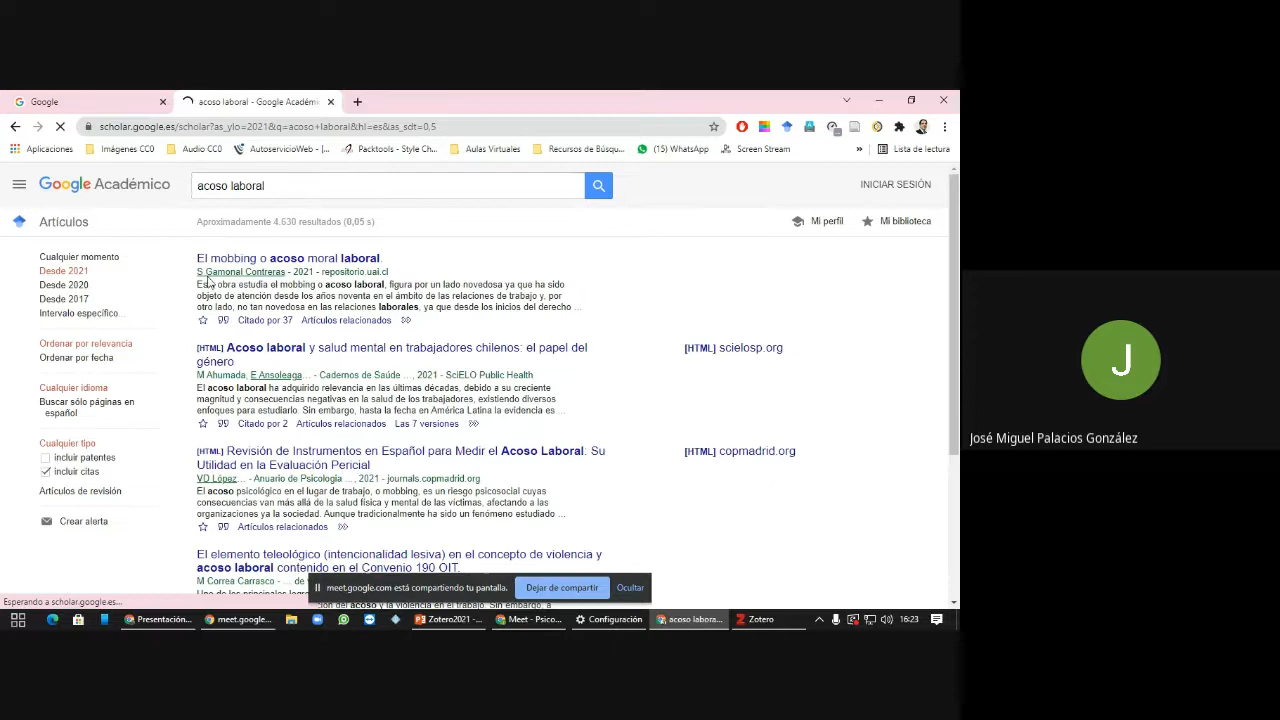 Google
acoso laboral - Google Académi
scholar.google.es/scholar?as_ylo=2021&q=acoso+laboral&hl=es&as_sdt=0,5
Aplicaciones
Imágenes CC0
Audio CC0
AutoservicioWeb -...
Packtools - Style Ch...
Aulas Virtuales
Recursos de Búsqu...
(15) WhatsApp
Screen Stream
»
Lista de lectura
Google Académico
acoso laboral
INICIAR SESIÓN
Artículos
Aproximadamente 4.630 resultados (0,05 s)
Mi perfil
Mi biblioteca
Cualquier momento
Desde 2021
Desde 2020
Desde 2017
Intervalo específico...
Ordenar por relevancia
Ordenar por fecha
Cualquier idioma
Buscar sólo páginas en
español
Cualquier tipo
incluir patentes
incluir citas
Artículos de revisión
Crear alerta
El mobbing o acoso moral laboral.
S Gamonal Contreras - 2021 - repositorio.uai.cl
obra estudia el mobbing o acoso laboral, figura por un lado novedosa ya que ha sido
objeto de atención desde los años noventa en el ámbito de las relaciones de trabajo y, por
otro lado, no tan novedosa en las relaciones laborales, ya que desde los inicios del derecho ...
Citado por 37 Artículos relacionados
[HTML] Acoso laboral y salud mental en trabajadores chilenos: el papel del
género
M Ahumada, E Ansoleaga... - Cadernos de Saúde ..., 2021 - SciELO Public Health
El acoso laboral ha adquirido relevancia en las últimas décadas, debido a su creciente
magnitud y consecuencias negativas en la salud de los trabajadores, existiendo diversos
enfoques para estudiarlo. Sin embargo, hasta la fecha en América Latina la evidencia es ...
Citado por 2 Artículos relacionados Las 7 versiones
[HTML] scielosp.org
[HTML] Revisión de Instrumentos en Español para Medir el Acoso Laboral: Su
Utilidad en la Evaluación Pericial
VD López... - Anuario de Psicologia ..., 2021 - journals.copmadrid.org
El acoso psicológico en el lugar de trabajo, o mobbing, es un riesgo psicosocial cuyas
consecuencias van más allá de la salud física y mental de las víctimas, afectando a las
organizaciones ya la sociedad. Aunque tradicionalmente ha sido un fenómeno estudiado ...
Artículos relacionados
[HTML] copmadrid.org
El elemento teleológico (intencionalidad lesiva) en el concepto de violencia y
acoso laboral contenido en el Convenio 190 OIT.
M Correa Carrasco - ... de
meet.google.com está compartiendo tu pantalla.
Dejar de compartir
Ocultar
Esperando a scholar.google.es...
del acoso y la violencia en el trabajo. Sin embargo, a
Presentación...
meet.google...
Zotero2021 -...
Meet - Psico...
Configuración
acoso labora...
Zotero
16:23
J
José Miguel Palacios González